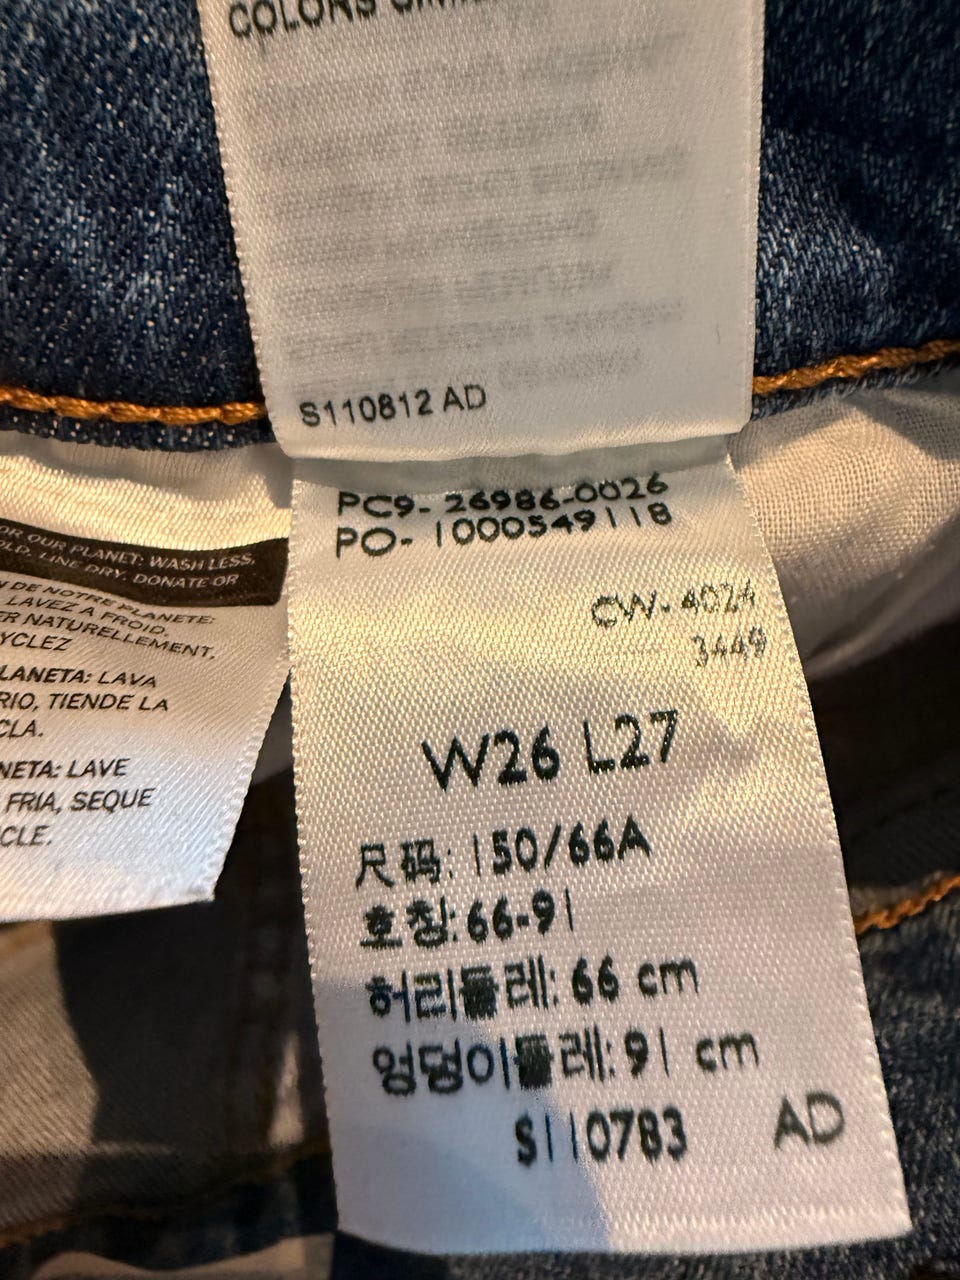 COLORS
S110812 AD
PC9- 26986-0026
PO- 1000549118
CW- 4024
3449
W26 L27
尺码: 150/66A
호칭: 66-91
허리둘레: 66 cm
엉덩이둘레: 91 cm
S110783 AD
OR OUR PLANET: WASH LESS,
OLD, LINE DRY, DONATE OR
N DE NOTRE PLANETE:
LAVEZ A FROID,
ER NATURELLEMENT,
YCLEZ
LANETA: LAVA
RIO, TIENDE LA
CLA.
NETA: LAVE
FRIA, SEQUE
CLE.